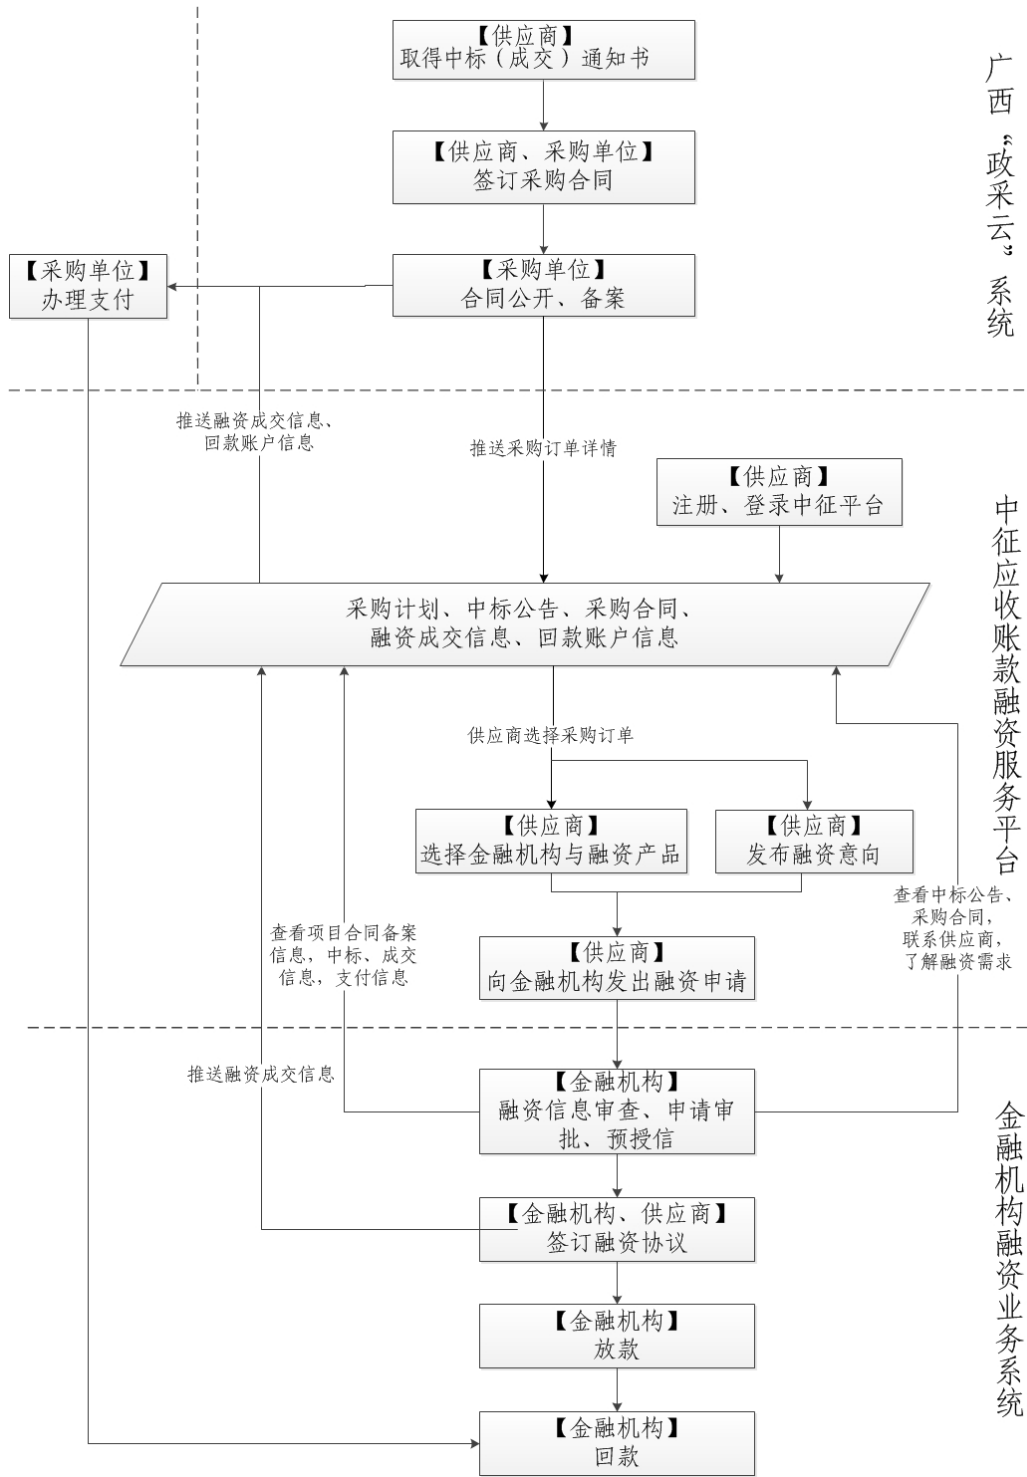 【供应商】
取得中标（成交）通知书
【供应商、采购单位】
签订采购合同
【采购单位】
合同公开、备案
【采购单位】
办理支付
广西“政采云”系统
推送融资成交信息、
回款账户信息
推送采购订单详情
【供应商】
注册、登录中征平台
采购计划、中标公告、采购合同、
融资成交信息、回款账户信息
中征应收账款融资服务平台
供应商选择采购订单
【供应商】
选择金融机构与融资产品
【供应商】
发布融资意向
查看中标公告、
采购合同，
联系供应商，
了解融资需求
查看项目合同备案
信息，中标、成交
信息，支付信息
【供应商】
向金融机构发出融资申请
推送融资成交信息
【金融机构】
融资信息审查、申请审
批、预授信
金融机构融资业务系统
【金融机构、供应商】
签订融资协议
【金融机构】
放款
【金融机构】
回款